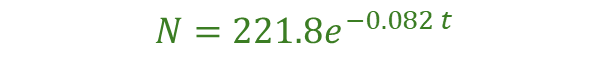 N = 221.8e^{−0.082 t}